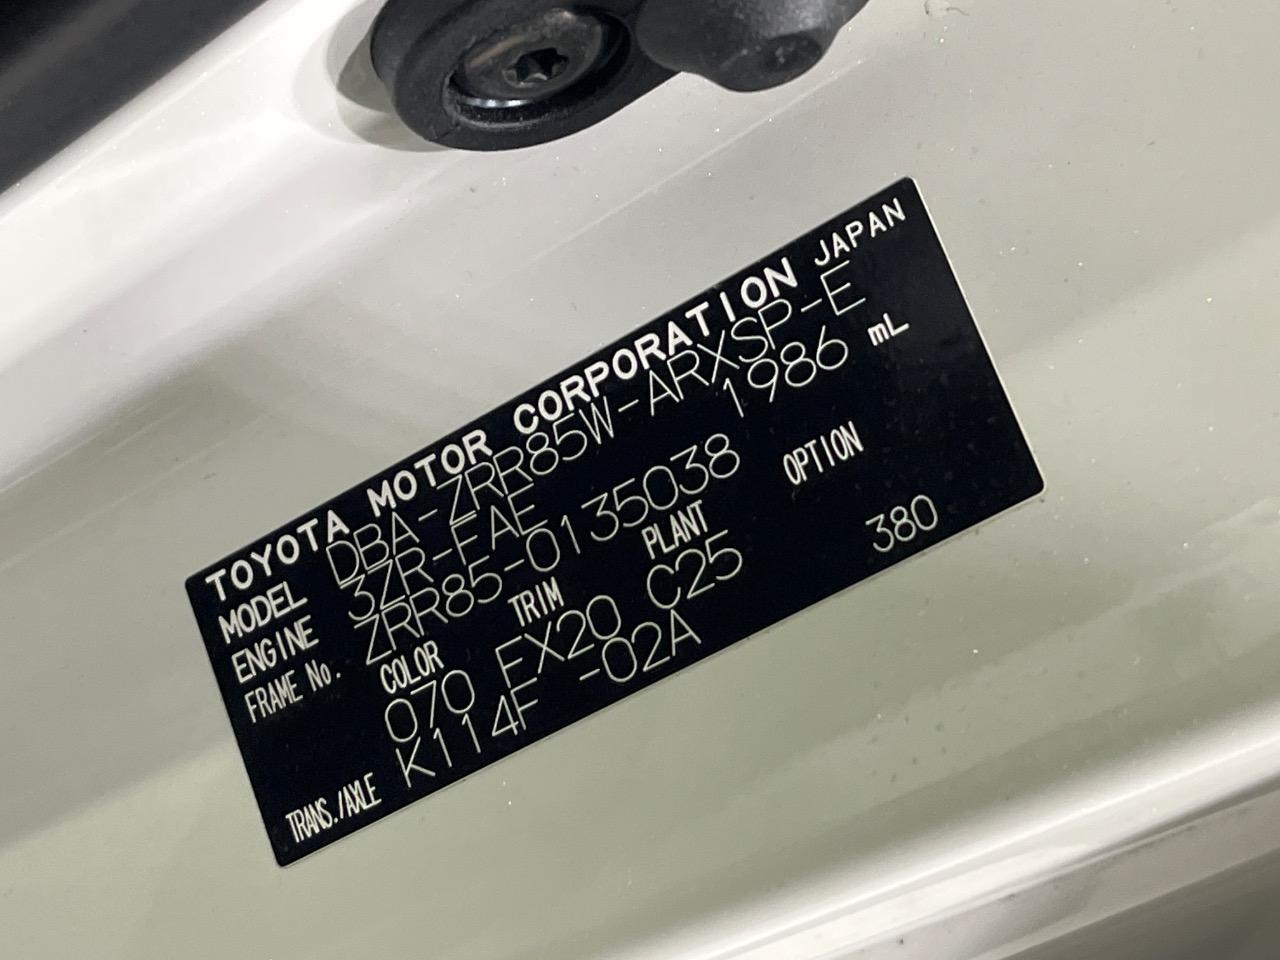 TOYOTA MOTOR CORPORATION JAPAN
MODEL DBA-ZRR85W-ARXSP-E
ENGINE 3ZR-FAE 1986 mL
FRAME No. ZRR85-0135038
COLOR TRIM PLANT OPTION
070 FX20 C25 380
TRANS./AXLE K114F -02A